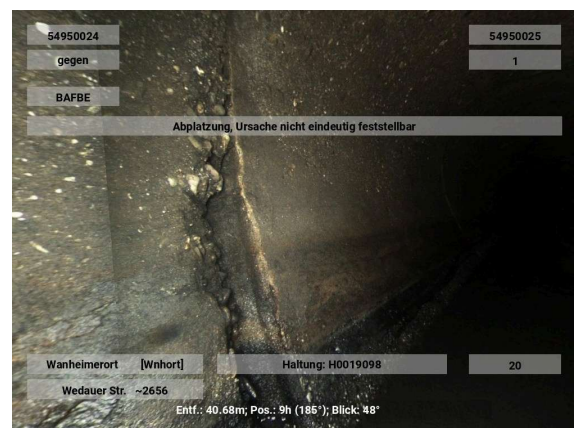 54950024 54950025
gegen 1
BAFBE
Abplatzung, Ursache nicht eindeutig feststellbar
Wanheimerort [Wnhort] Haltung: H0019098 20
Wedauer Str. ~2656
Entf.: 40.68m; Pos.: 9h (185°); Blick: 48°